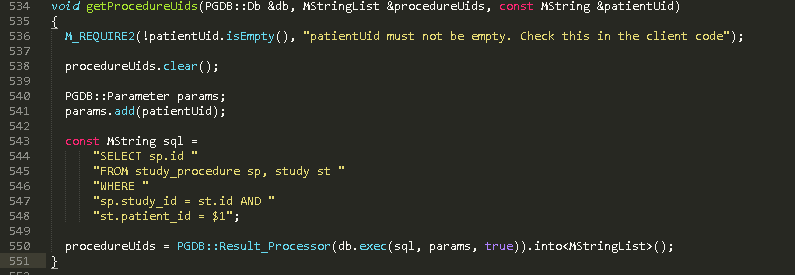 534 void getProcedureUids(PGDB::Db &db, MStringList &procedureUids, const MString &patientUid)
535 {
536     M_REQUIRE2(!patientUid.isEmpty(), "patientUid must not be empty. Check this in the client code");
537
538     procedureUids.clear();
539
540     PGDB::Parameter params;
541     params.add(patientUid);
542
543     const MString sql =
544         "SELECT sp.id "
545         "FROM study_procedure sp, study st "
546         "WHERE "
547         "sp.study_id = st.id AND "
548         "st.patient_id = $1";
549
550     procedureUids = PGDB::Result_Processor(db.exec(sql, params, true)).into<MStringList>();
551 }